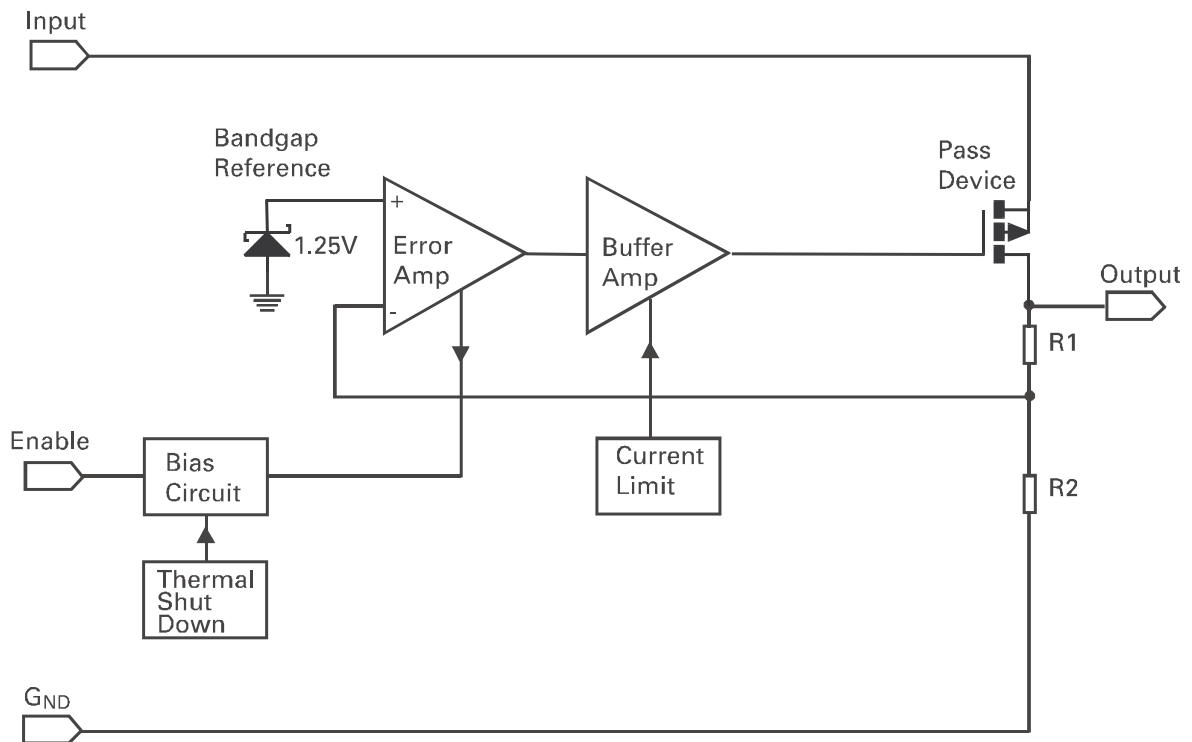 Input
Bandgap
Reference
1.25V
+
Error
Amp
-
Buffer
Amp
Pass
Device
Output
R1
Enable
Bias
Circuit
Current
Limit
R2
Thermal
Shut
Down
GND